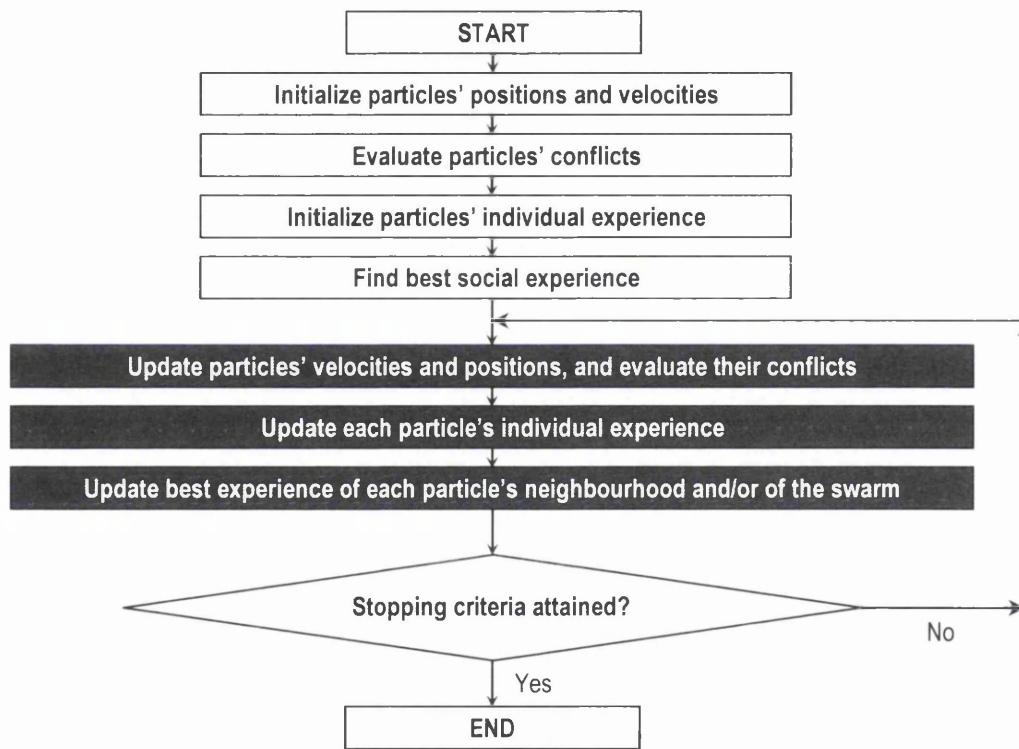 START
Initialize particles’ positions and velocities
Evaluate particles’ conflicts
Initialize particles’ individual experience
Find best social experience
Update particles’ velocities and positions, and evaluate their conflicts
Update each particle’s individual experience
Update best experience of each particle’s neighbourhood and/or of the swarm
Stopping criteria attained?
No
Yes
END